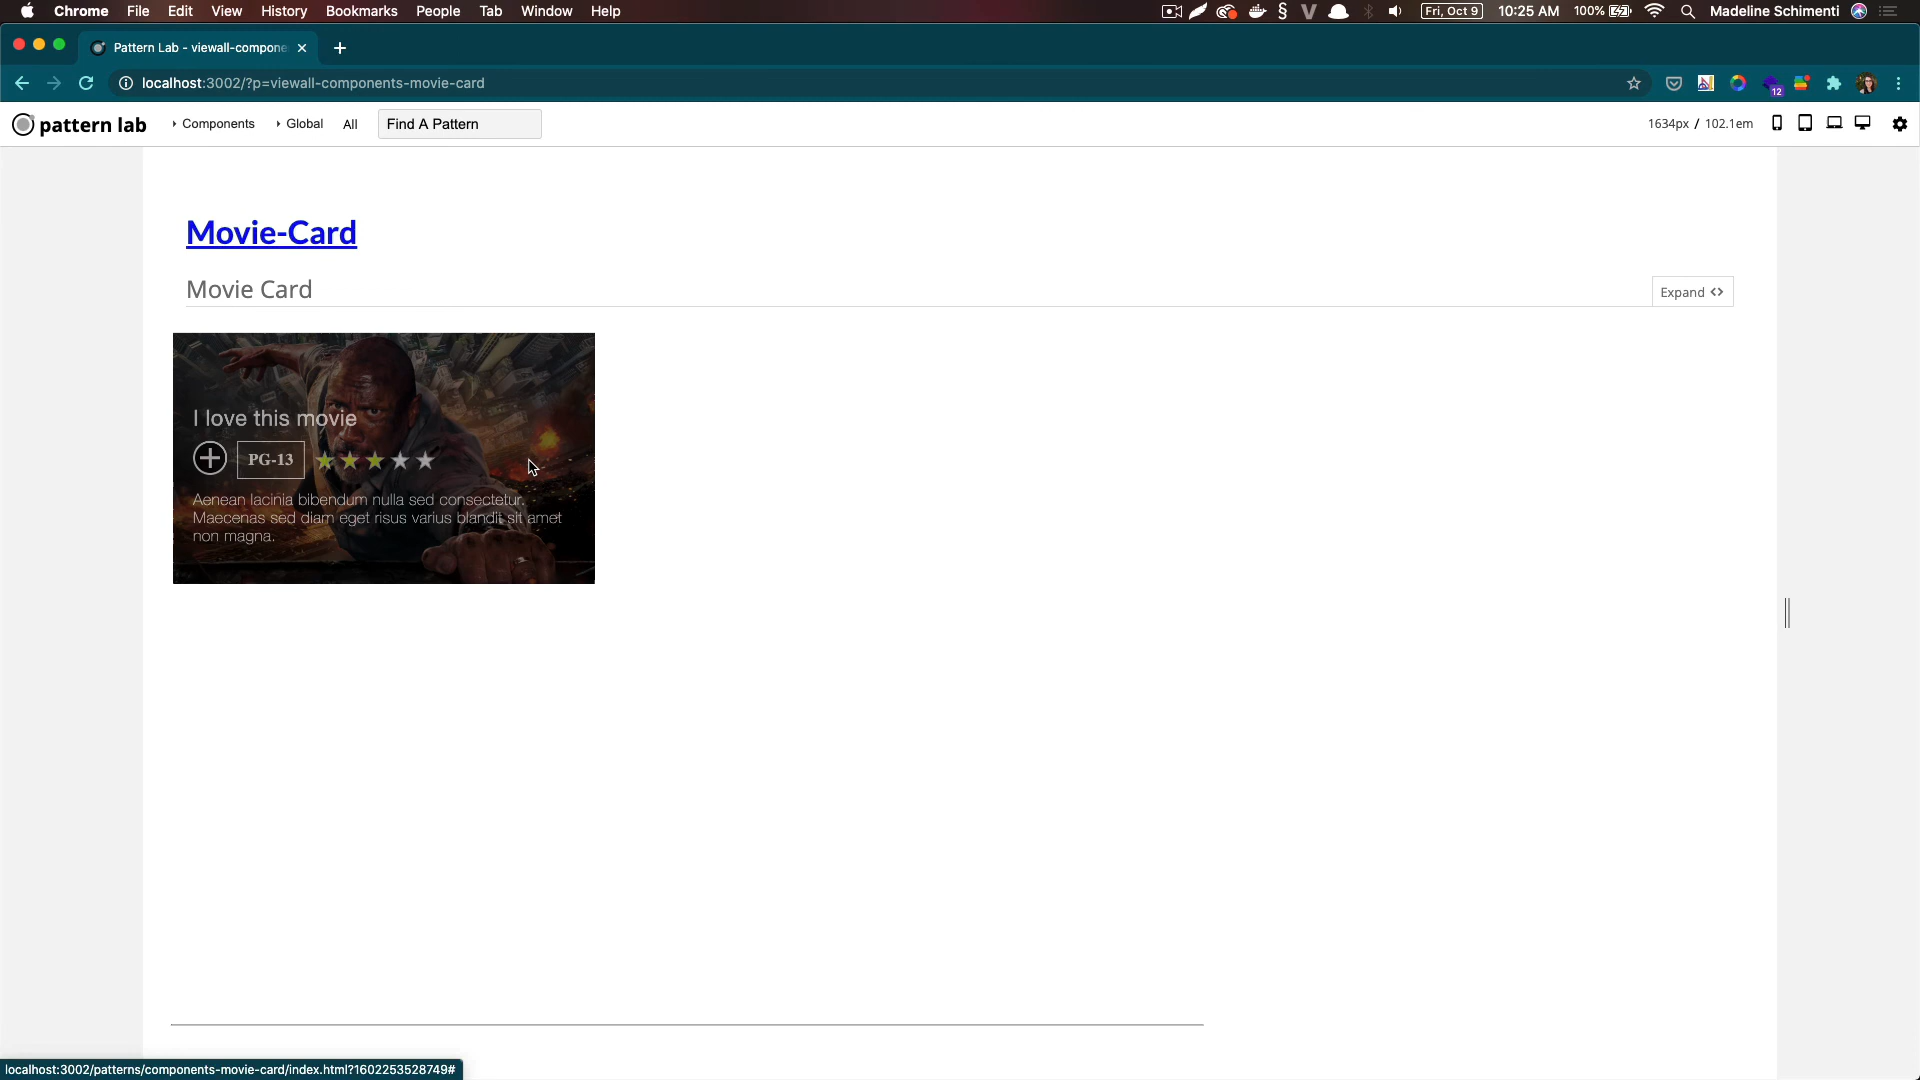 Chrome File Edit View History Bookmarks People Tab Window Help
Fri, Oct 9 10:25 AM 100% Madeline Schimenti
Pattern Lab - viewall-compone
localhost:3002/?p=viewall-components-movie-card
12
pattern lab Components Global All Find A Pattern 1634px / 102.1em
Movie-Card
Movie Card
Expand <>
I love this movie
PG-13
Aenean lacinia bibendum nulla sed consectetur.
Maecenas sed diam eget risus varius blandit sit amet
non magna.
localhost:3002/patterns/components-movie-card/index.html?1602253528749#